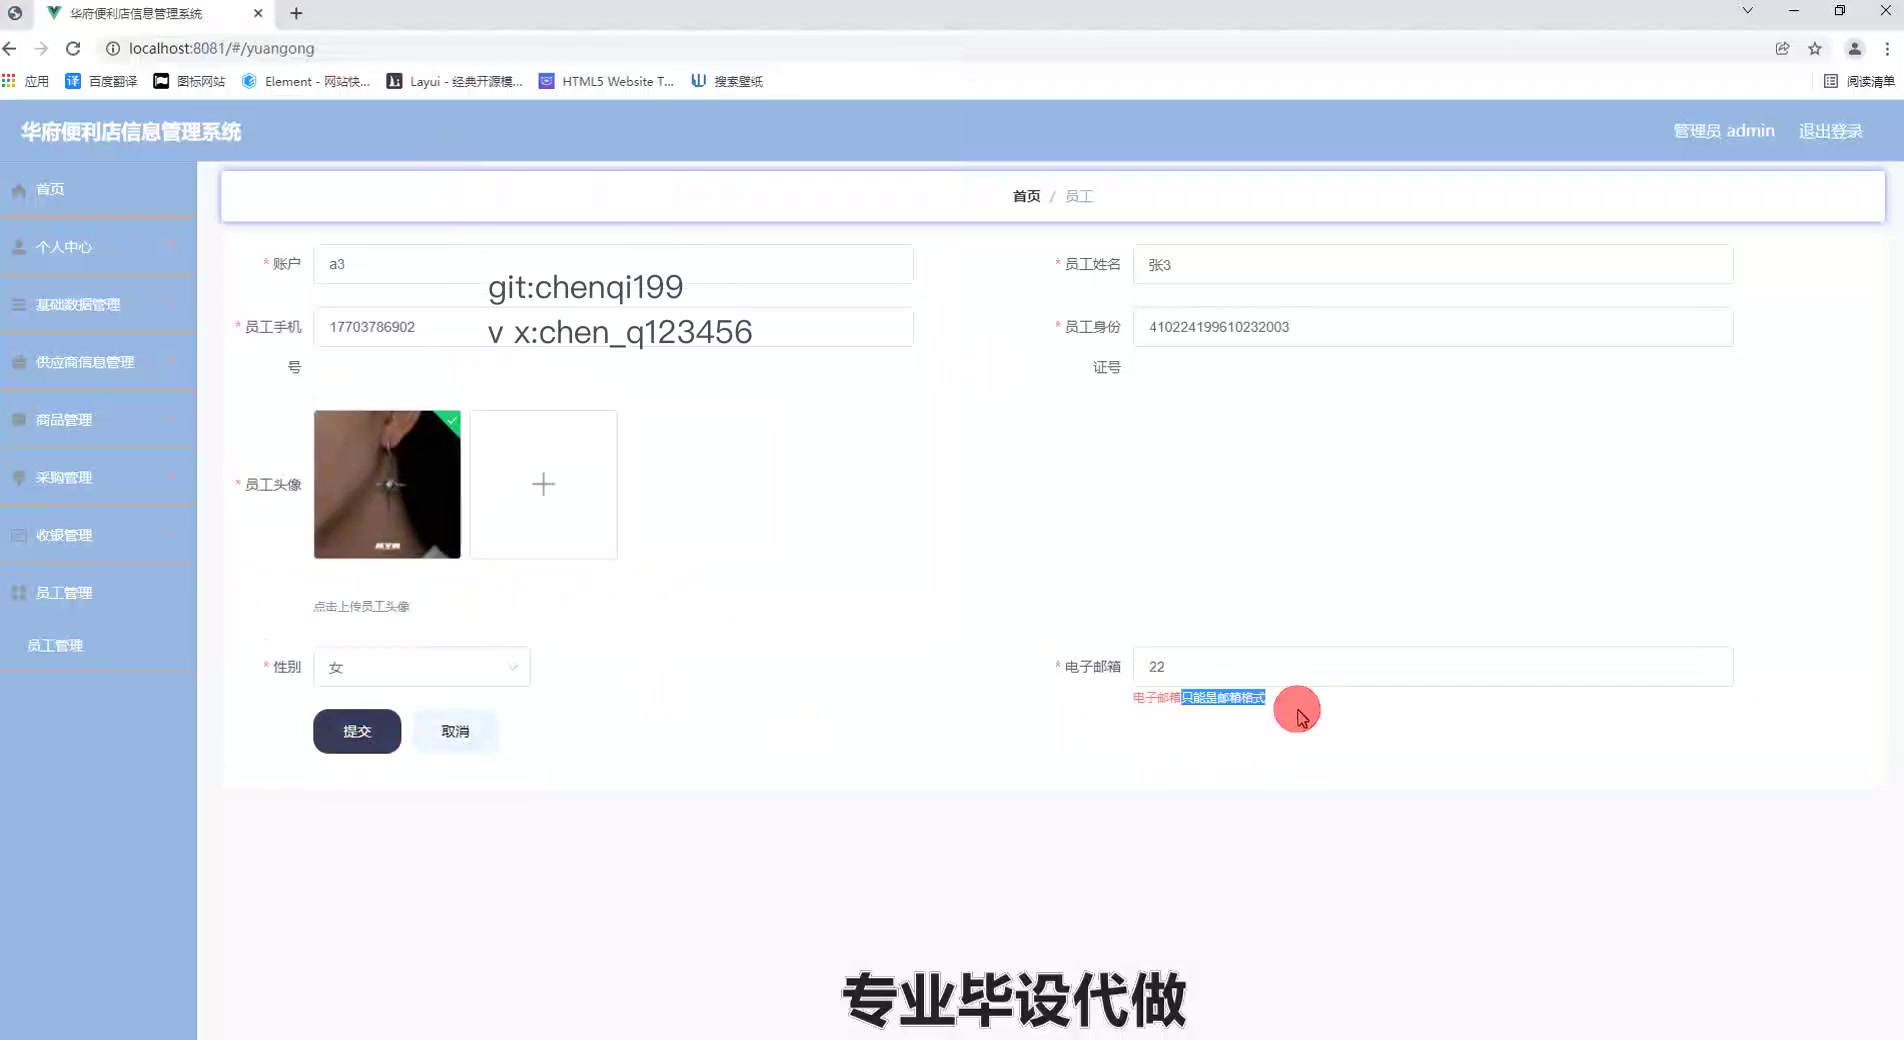 华府便利店信息管理系统
localhost:8081/#/yuangong
应用 百度翻译 图标网站 Element - 网站快... Layui - 经典开源模... HTML5 Website T... 搜索壁纸 阅读清单
华府便利店信息管理系统 管理员 admin 退出登录
首页
个人中心
基础数据管理
供应商信息管理
商品管理
采购管理
收银管理
员工管理
员工管理
首页 / 员工
* 账户 a3
* 员工姓名 张3
git:chenqi199
* 员工手机号 17703786902
* 员工身份证号 410224199610232003
v x:chen_q123456
* 员工头像
点击上传员工头像
* 性别 女
* 电子邮箱 22
电子邮箱只能是邮箱格式
提交 取消
专业毕设代做